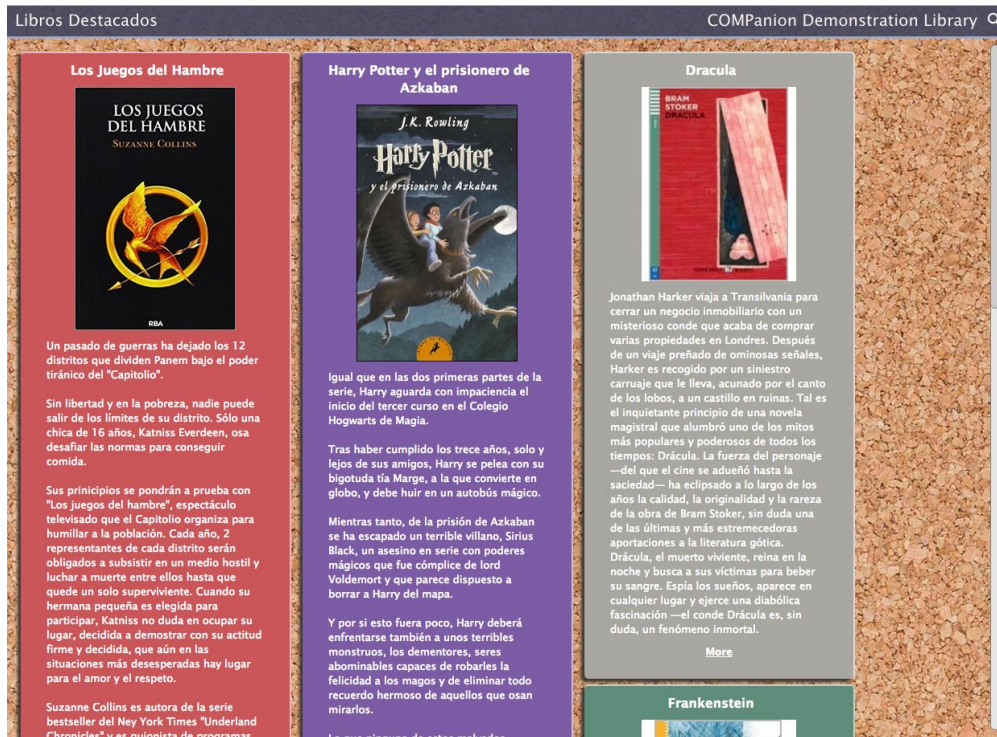 Libros Destacados
COMPanion Demonstration Library
Los Juegos del Hambre
LOS JUEGOS
DEL HAMBRE
SUZANNE COLLINS
RBA
Un pasado de guerras ha dejado los 12
distritos que dividen Panem bajo el poder
tiránico del "Capitolio".
Sin libertad y en la pobreza, nadie puede
salir de los límites de su distrito. Sólo una
chica de 16 años, Katniss Everdeen, osa
desafiar las normas para conseguir
comida.
Sus prinicipios se pondrán a prueba con
"Los juegos del hambre", espectáculo
televisado que el Capitolio organiza para
humillar a la población. Cada año, 2
representantes de cada distrito serán
obligados a subsistir en un medio hostil y
luchar a muerte entre ellos hasta que
quede un solo superviviente. Cuando su
hermana pequeña es elegida para
participar, Katniss no duda en ocupar su
lugar, decidida a demostrar con su actitud
firme y decidida, que aún en las
situaciones más desesperadas hay lugar
para el amor y el respeto.
Suzanne Collins es autora de la serie
bestseller del Ney York Times "Underland
Chronicles" y es guionista de programas
Harry Potter y el prisionero de
Azkaban
J.K. Rowling
Harry Potter
y el prisionero de Azkaban
Igual que en las dos primeras partes de la
serie, Harry aguarda con impaciencia el
inicio del tercer curso en el Colegio
Hogwarts de Magia.
Tras haber cumplido los trece años, solo y
lejos de sus amigos, Harry se pelea con su
bigotuda tía Marge, a la que convierte en
globo, y debe huir en un autobús mágico.
Mientras tanto, de la prisión de Azkaban
se ha escapado un terrible villano, Sirius
Black, un asesino en serie con poderes
mágicos que fue cómplice de lord
Voldemort y que parece dispuesto a
borrar a Harry del mapa.
Y por si esto fuera poco, Harry deberá
enfrentarse también a unos terribles
monstruos, los dementores, seres
abominables capaces de robarles la
felicidad a los magos y de eliminar todo
recuerdo hermoso de aquellos que osan
mirarlos.
Lo que ninguno de estos malvados
Dracula
BRAM
STOKER
DRACULA
Jonathan Harker viaja a Transilvania para
cerrar un negocio inmobiliario con un
misterioso conde que acaba de comprar
varias propiedades en Londres. Después
de un viaje preñado de ominosas señales,
Harker es recogido por un siniestro
carruaje que le lleva, acunado por el canto
de los lobos, a un castillo en ruinas. Tal es
el inquietante principio de una novela
magistral que alumbró uno de los mitos
más populares y poderosos de todos los
tiempos: Drácula. La fuerza del personaje
—del que el cine se adueñó hasta la
saciedad— ha eclipsado a lo largo de los
años la calidad, la originalidad y la rareza
de la obra de Bram Stoker, sin duda una
de las últimas y más estremecedoras
aportaciones a la literatura gótica.
Drácula, el muerto viviente, reina en la
noche y busca a sus víctimas para beber
su sangre. Espía los sueños, aparece en
cualquier lugar y ejerce una diabólica
fascinación —el conde Drácula es, sin
duda, un fenómeno inmortal.
More
Frankenstein